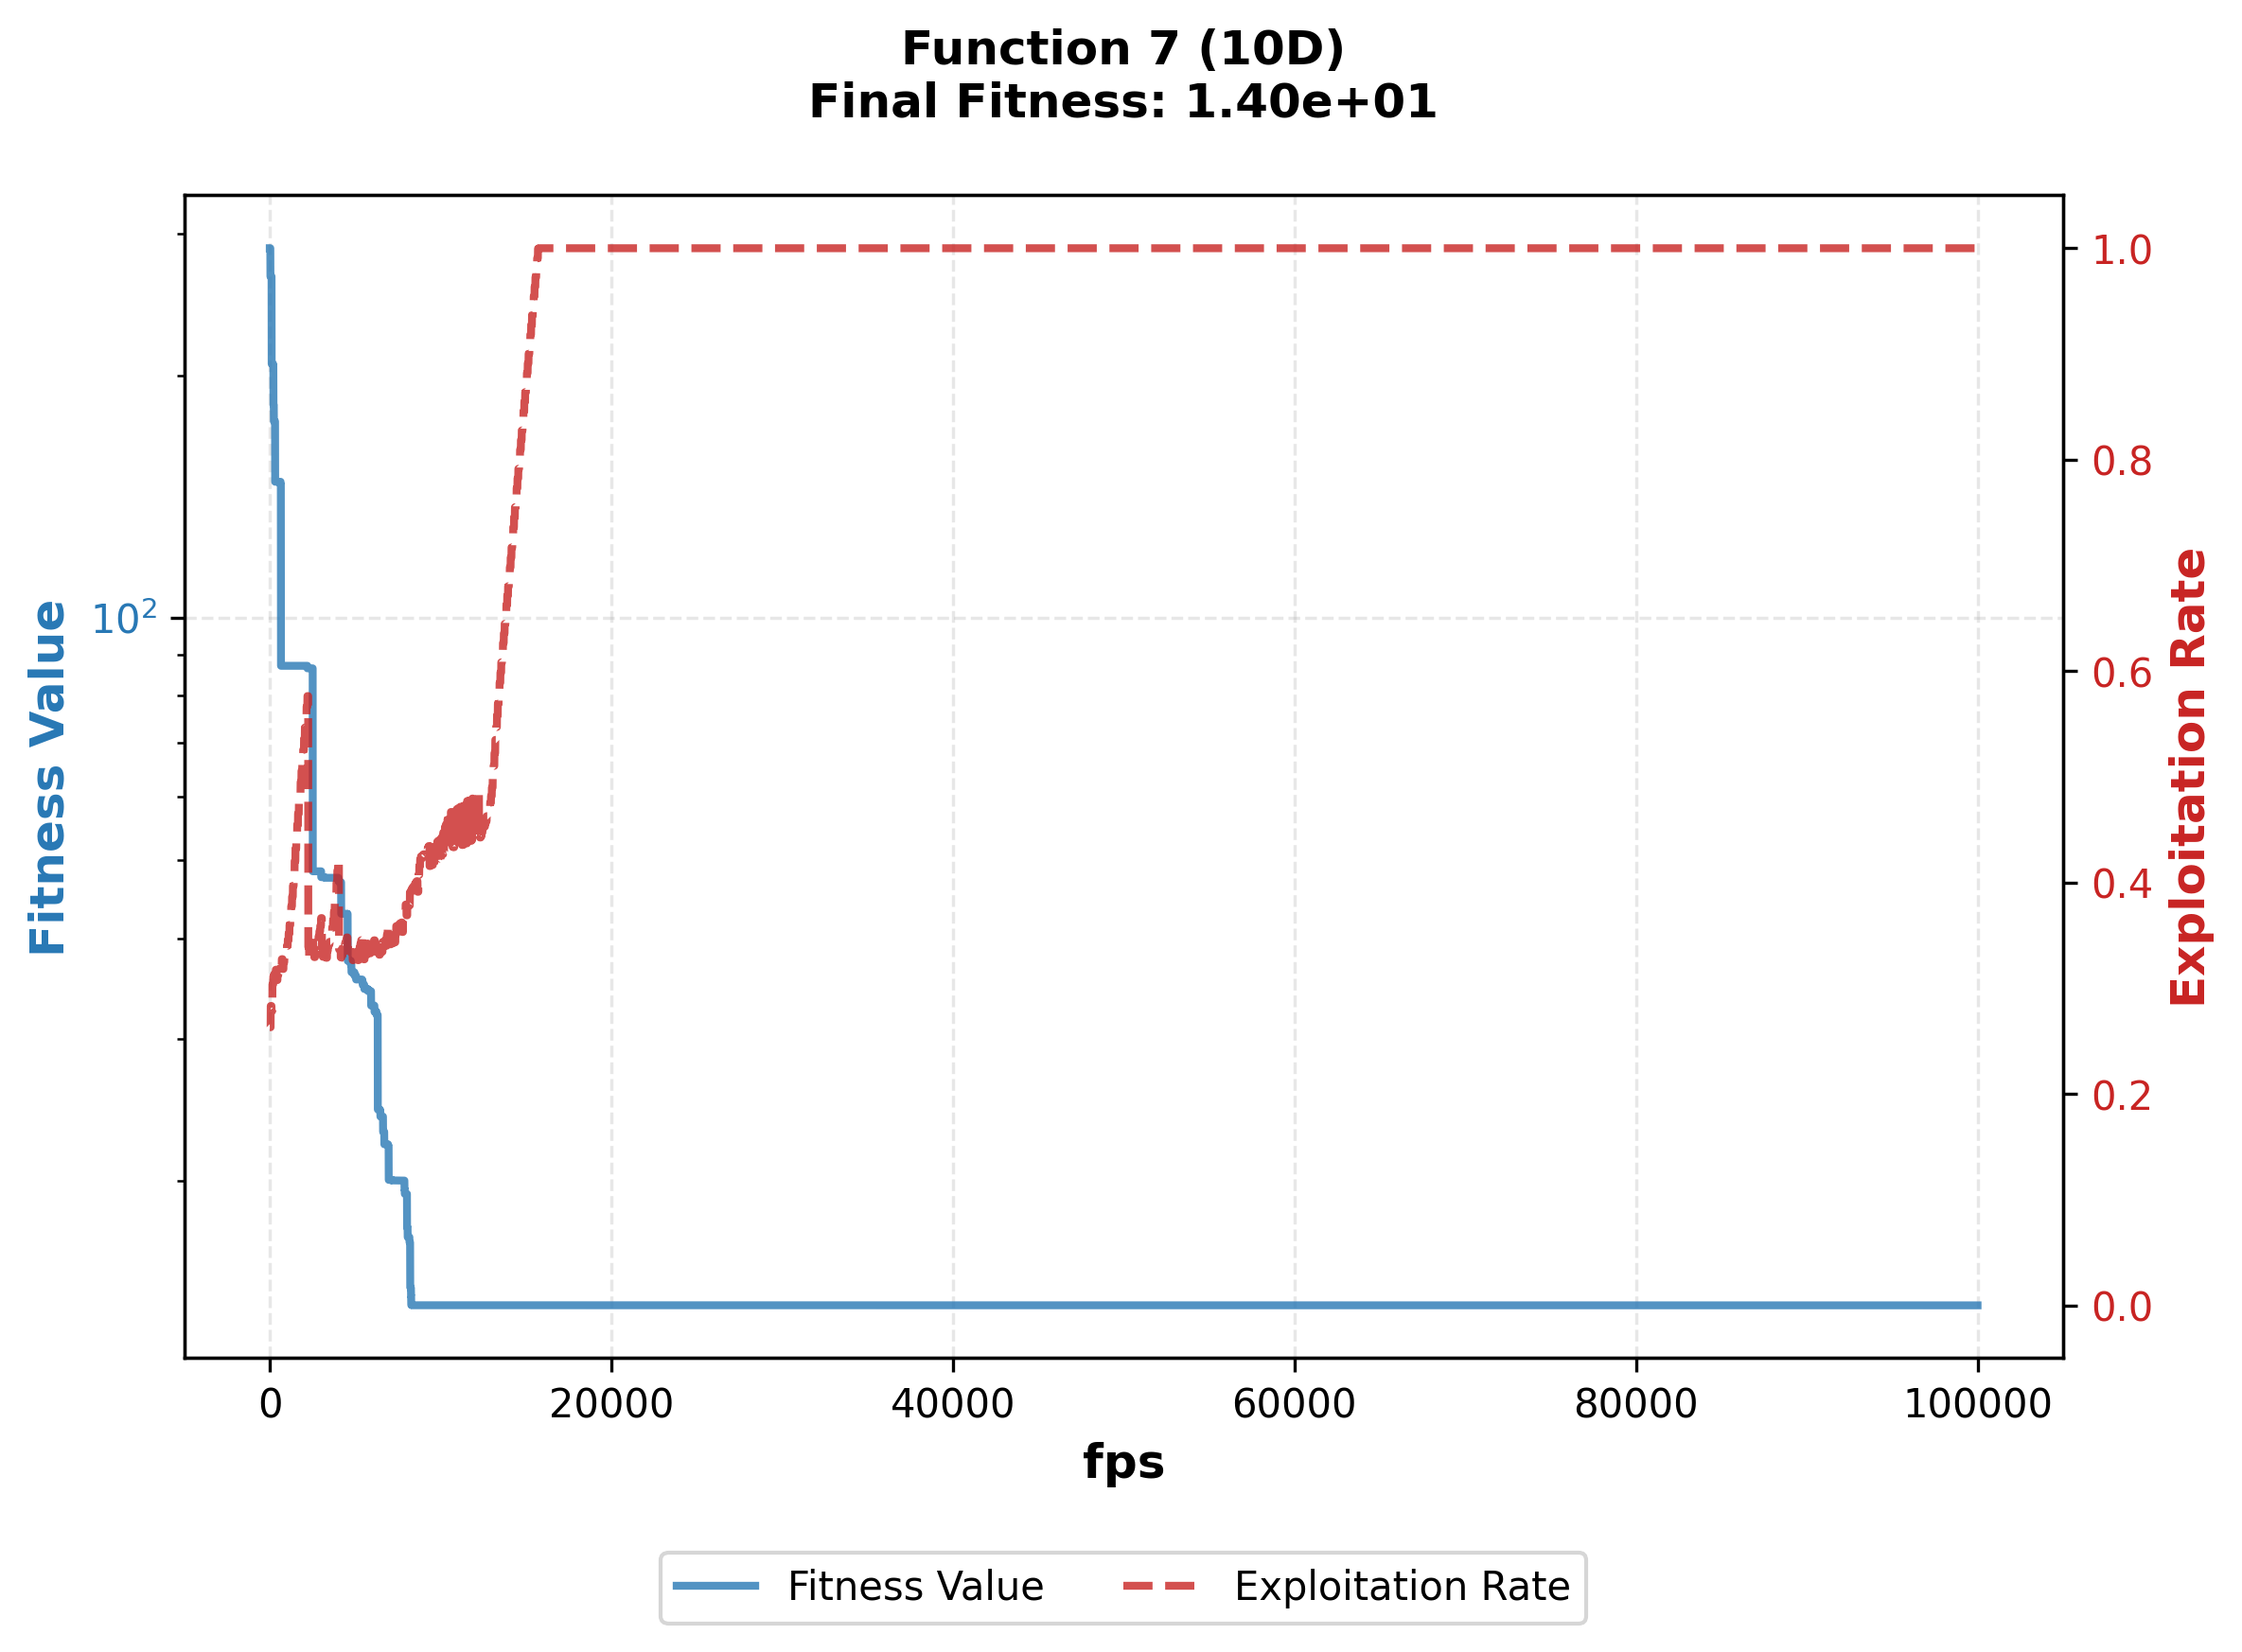 Function 7 (10D)
Final Fitness: 1.40e+01
Fitness Value
10²
Exploitation Rate
1.0
0.8
0.6
0.4
0.2
0.0
0 20000 40000 60000 80000 100000
fps
Fitness Value Exploitation Rate